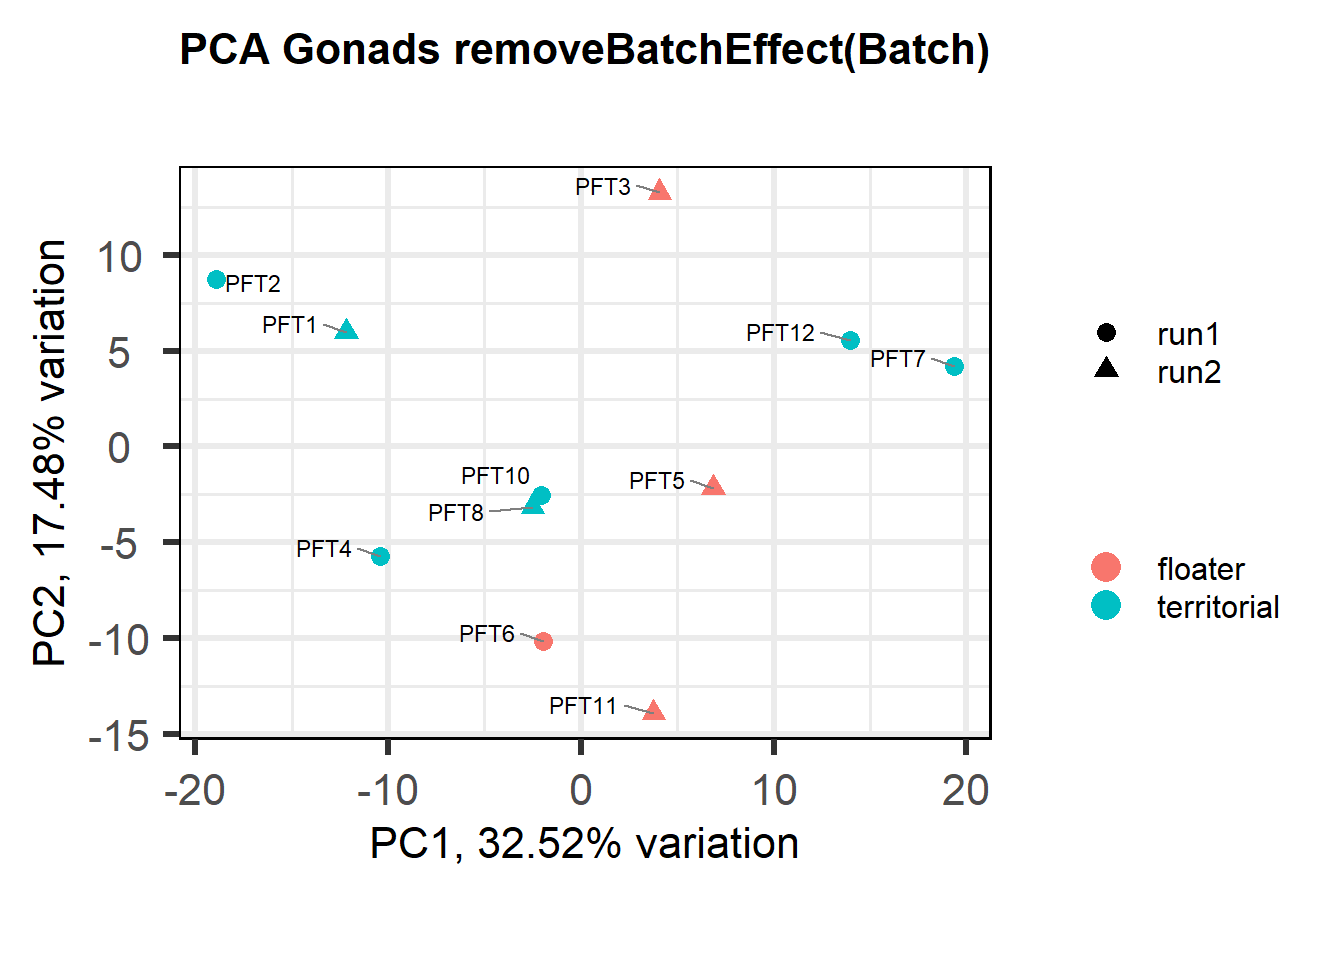 PCA Gonads removeBatchEffect(Batch)
PFT3
PFT2
PFT1
PFT12
PFT7
PFT10
PFT5
PFT8
PFT4
PFT6
PFT11
10
5
0
-5
-10
-15
PC2, 17.48% variation
-20
-10
0
10
20
PC1, 32.52% variation
run1
run2
floater
territorial